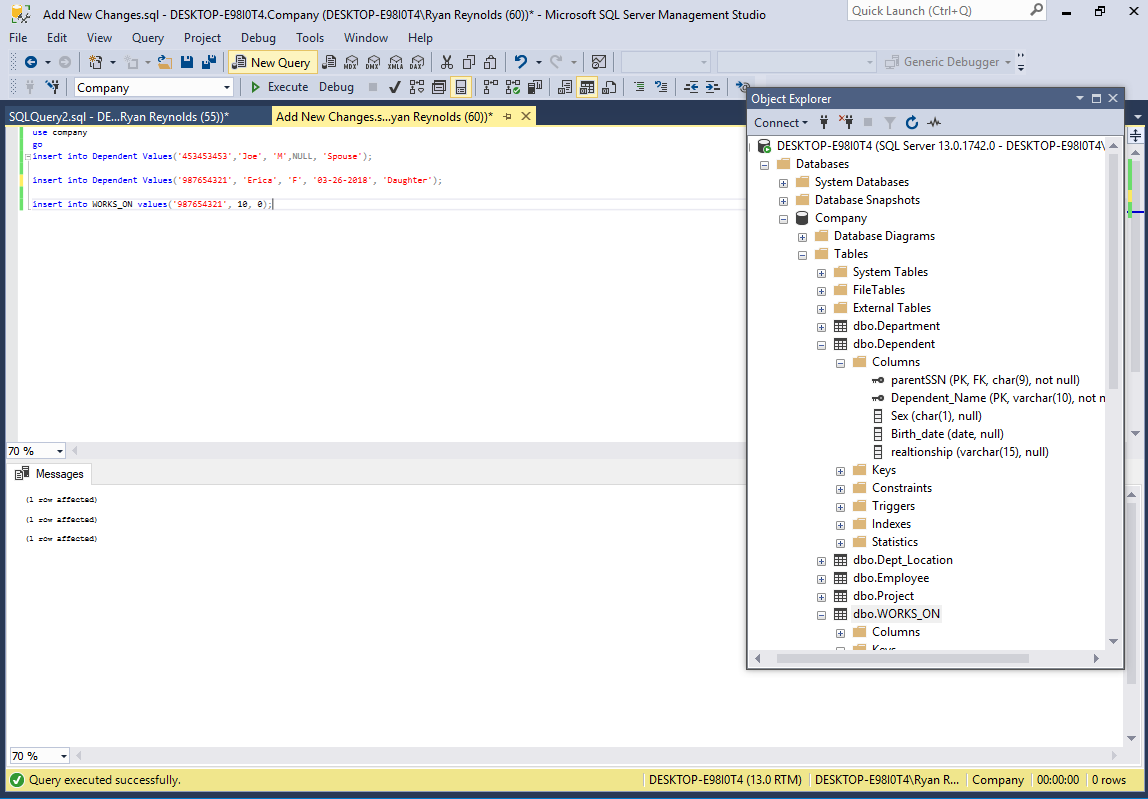 Add New Changes.sql - DESKTOP-E98I0T4.Company (DESKTOP-E98I0T4\Ryan Reynolds (60))* - Microsoft SQL Server Management Studio
Quick Launch (Ctrl+Q)
File Edit View Query Project Debug Tools Window Help
New Query
MDX DMX XMLA DAX
Generic Debugger
Company
Execute Debug
SQLQuery2.sql - DE...Ryan Reynolds (55))*
Add New Changes.s...yan Reynolds (60))*
use company
go
insert into Dependent Values('453453453','Joe', 'M',NULL, 'Spouse');
insert into Dependent Values('987654321', 'Erica', 'F', '03-26-2018', 'Daughter');
insert into WORKS_ON values('987654321', 10, 0);
70 %
Messages
(1 row affected)
(1 row affected)
(1 row affected)
70 %
Object Explorer
Connect
DESKTOP-E98I0T4 (SQL Server 13.0.1742.0 - DESKTOP-E98I0T4\
Databases
System Databases
Database Snapshots
Company
Database Diagrams
Tables
System Tables
FileTables
External Tables
dbo.Department
dbo.Dependent
Columns
parentSSN (PK, FK, char(9), not null)
Dependent_Name (PK, varchar(10), not n
Sex (char(1), null)
Birth_date (date, null)
realtionship (varchar(15), null)
Keys
Constraints
Triggers
Indexes
Statistics
dbo.Dept_Location
dbo.Employee
dbo.Project
dbo.WORKS_ON
Columns
Keys
Query executed successfully.
DESKTOP-E98I0T4 (13.0 RTM) DESKTOP-E98I0T4\Ryan R... Company 00:00:00 0 rows